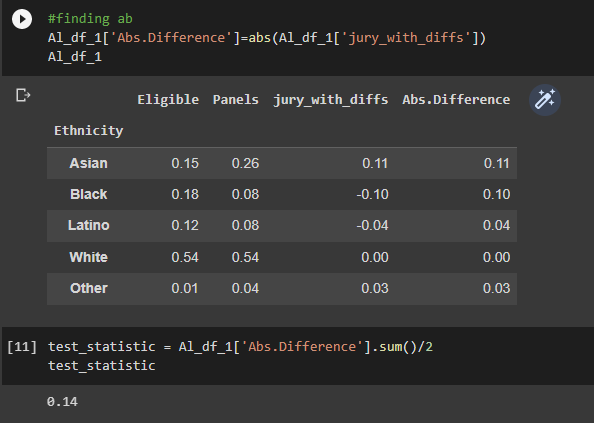 #finding ab
Al_df_1['Abs.Difference']=abs(Al_df_1['jury_with_diffs'])
Al_df_1
Eligible Panels jury_with_diffs Abs.Difference
Ethnicity
Asian 0.15 0.26 0.11 0.11
Black 0.18 0.08 -0.10 0.10
Latino 0.12 0.08 -0.04 0.04
White 0.54 0.54 0.00 0.00
Other 0.01 0.04 0.03 0.03
[11] test_statistic = Al_df_1['Abs.Difference'].sum()/2
test_statistic
0.14